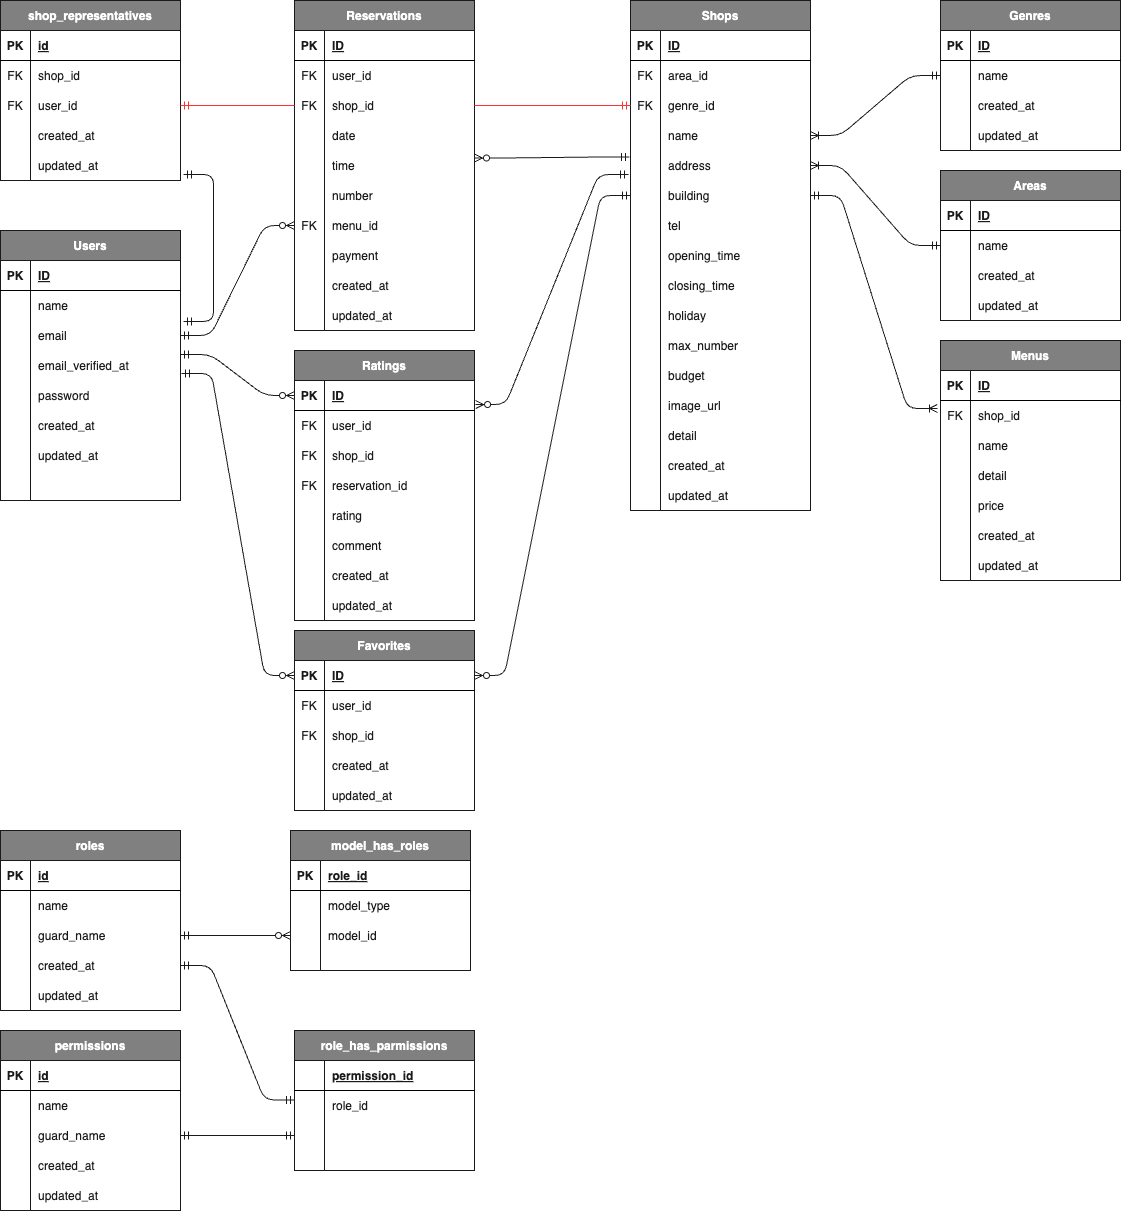 shop_representatives
PK id
FK shop_id
FK user_id
created_at
updated_at
Users
PK ID
name
email
email_verified_at
password
created_at
updated_at
Reservations
PK ID
FK user_id
FK shop_id
date
time
number
FK menu_id
payment
created_at
updated_at
Ratings
PK ID
FK user_id
FK shop_id
FK reservation_id
rating
comment
created_at
updated_at
Favorites
PK ID
FK user_id
FK shop_id
created_at
updated_at
Shops
PK ID
FK area_id
FK genre_id
name
address
building
tel
opening_time
closing_time
holiday
max_number
budget
image_url
detail
created_at
updated_at
Genres
PK ID
name
created_at
updated_at
Areas
PK ID
name
created_at
updated_at
Menus
PK ID
FK shop_id
name
detail
price
created_at
updated_at
roles
PK id
name
guard_name
created_at
updated_at
model_has_roles
PK role_id
model_type
model_id
permissions
PK id
name
guard_name
created_at
updated_at
role_has_parmissions
permission_id
role_id